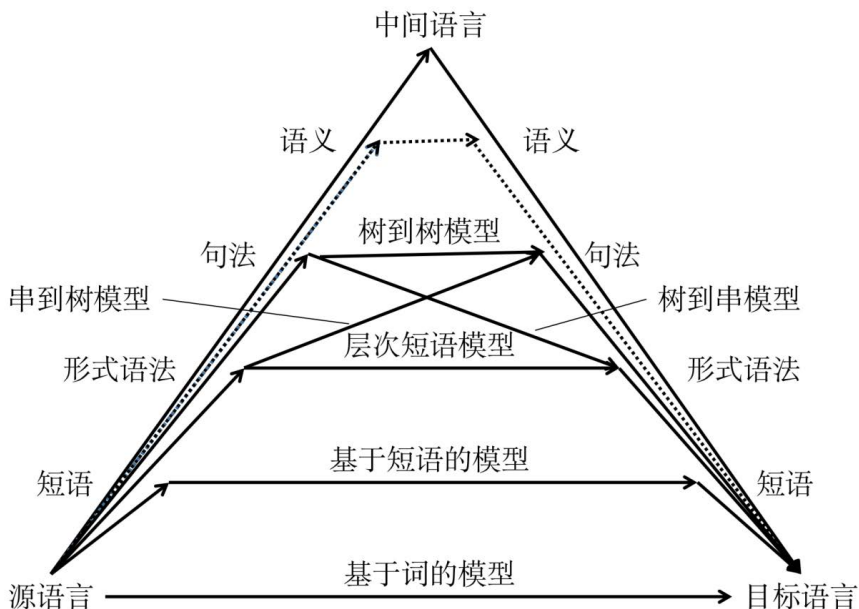 中间语言
语义
语义
树到树模型
句法
句法
串到树模型
树到串模型
层次短语模型
形式语法
形式语法
基于短语的模型
短语
短语
基于词的模型
源语言
目标语言